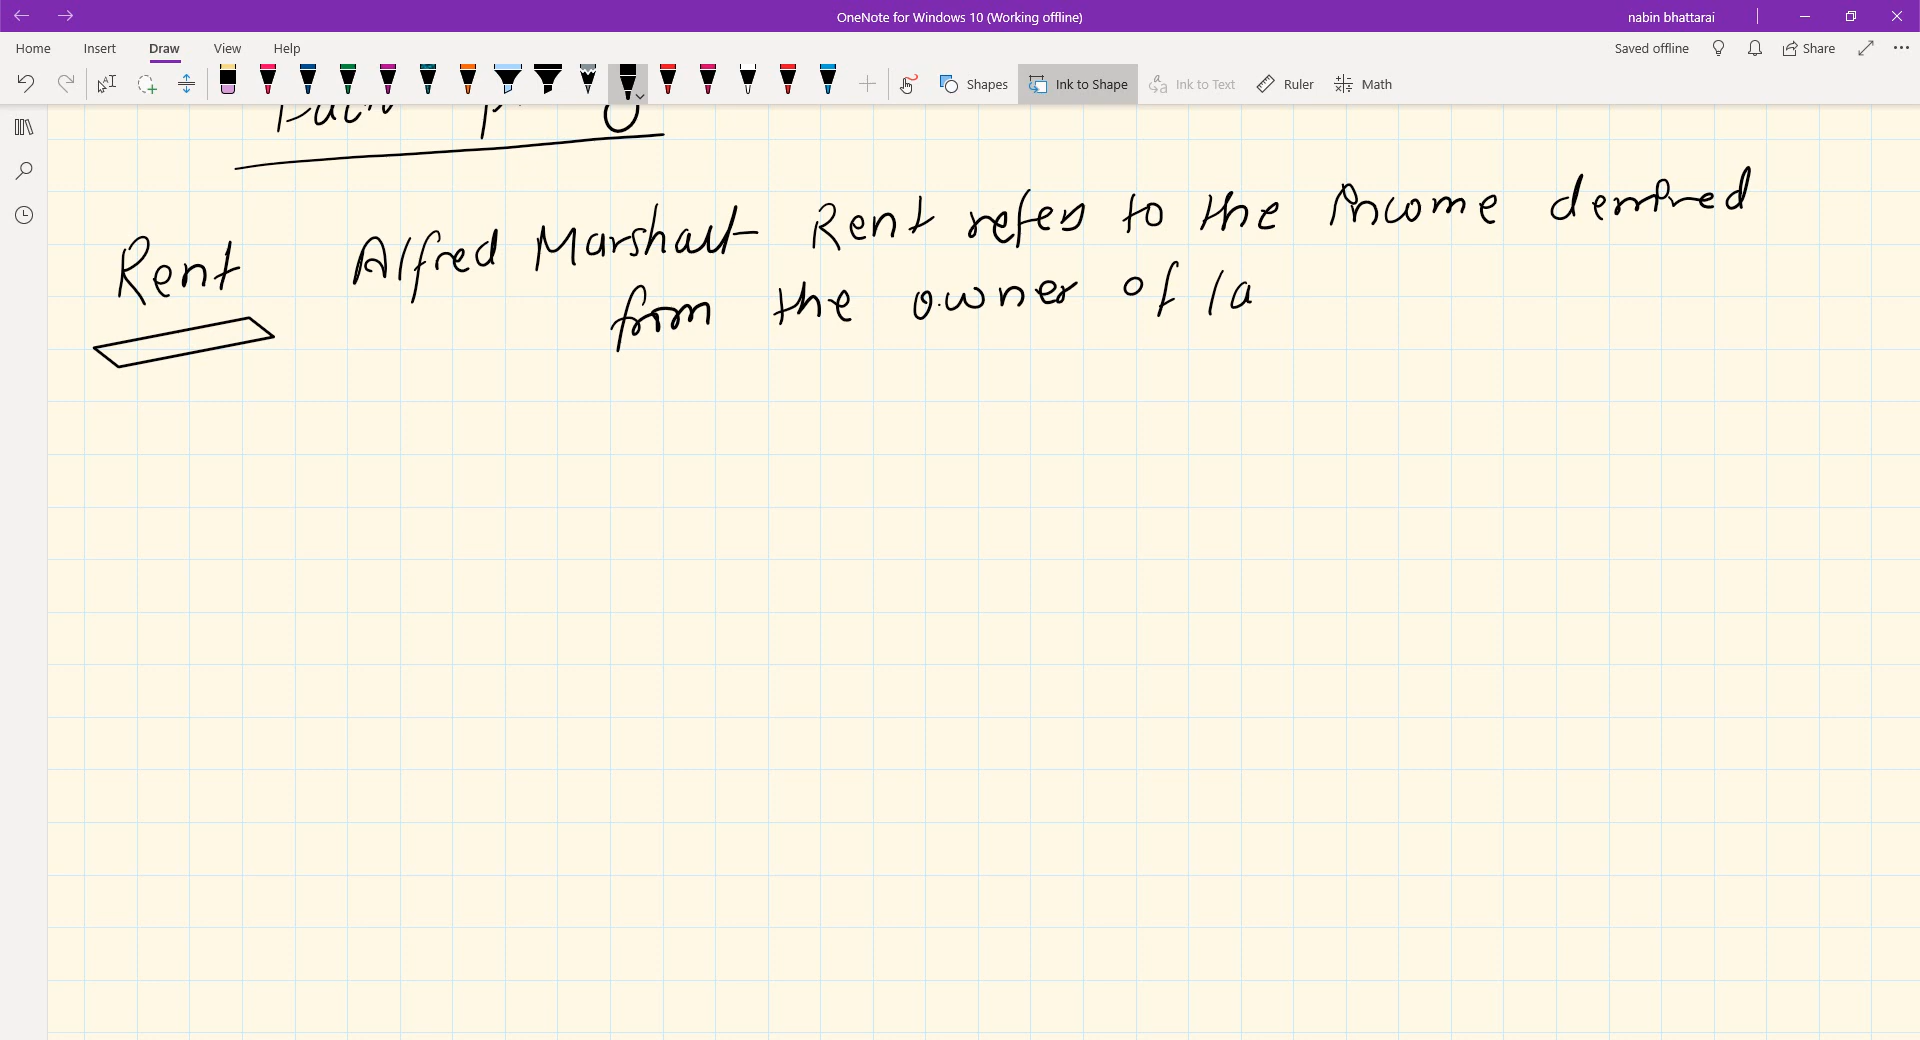 OneNote for Windows 10 (Working offline)
nabin bhattarai
Home Insert Draw View Help
Saved offline Share
Shapes Ink to Shape Ink to Text Ruler Math
Rent Alfred Marshall - Rent refers to the income derived
from the owner of la